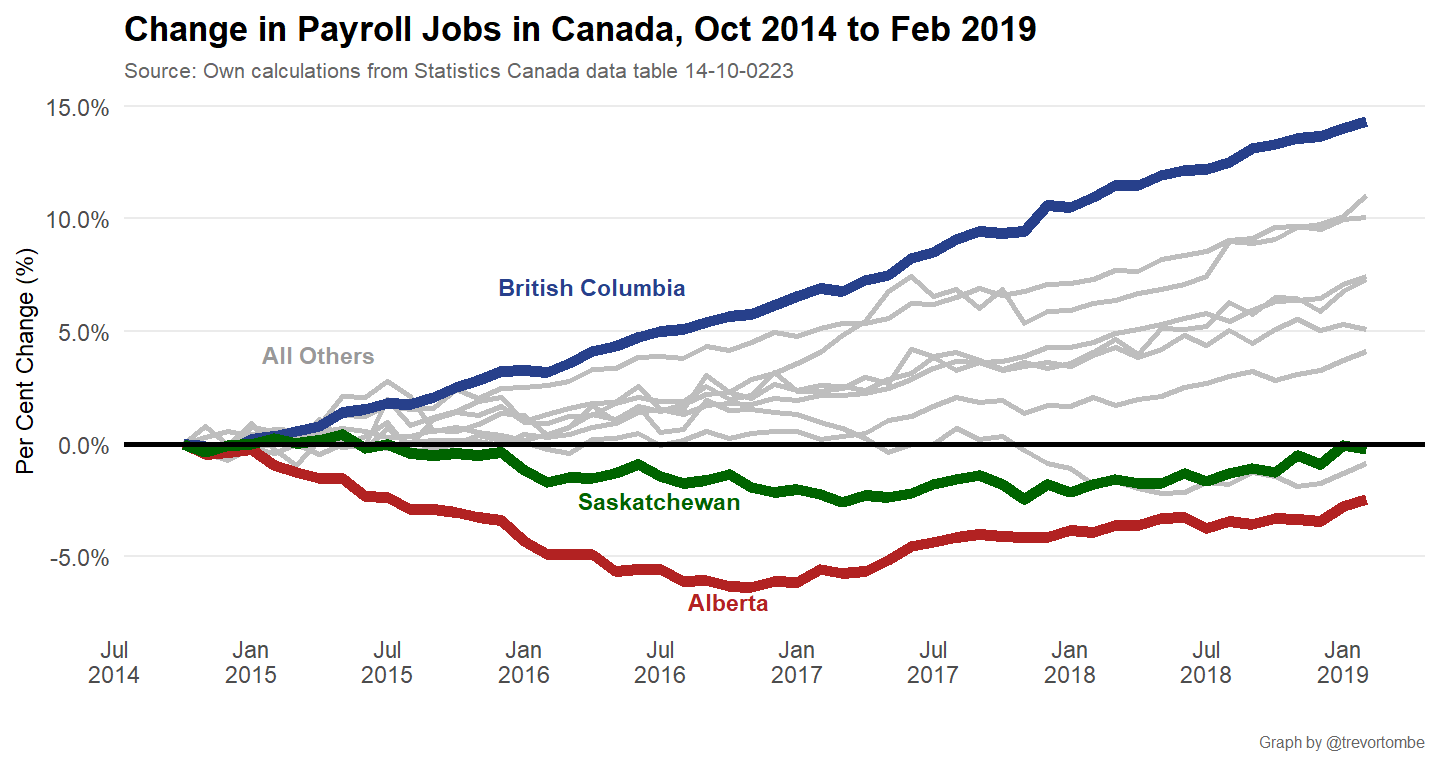 Change in Payroll Jobs in Canada, Oct 2014 to Feb 2019
Source: Own calculations from Statistics Canada data table 14-10-0223
Per Cent Change (%)
15.0%
10.0%
5.0%
0.0%
-5.0%
British Columbia
All Others
Saskatchewan
Alberta
Jul Jan Jul Jan Jul Jan Jul Jan Jul Jan
2014 2015 2015 2016 2016 2017 2017 2018 2018 2019
Graph by @trevortombe